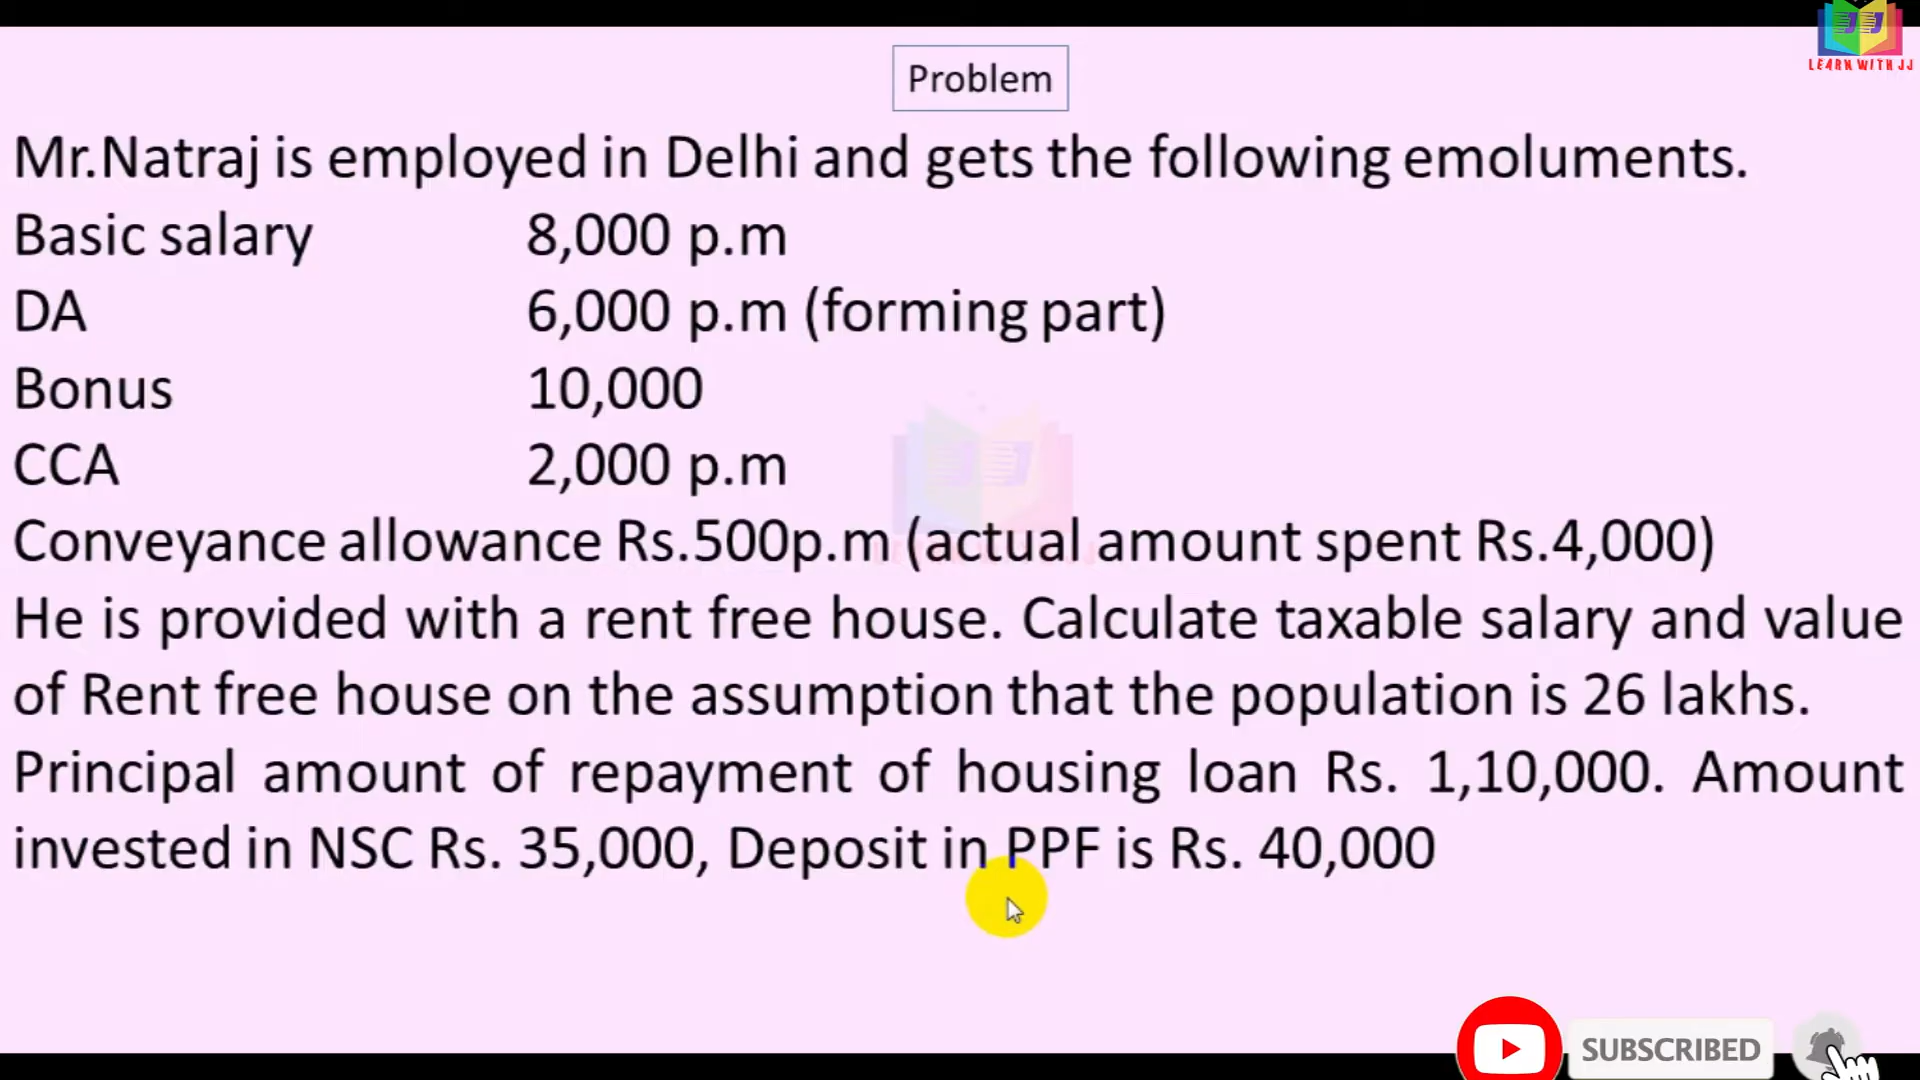 LEARN WITH JJ
Problem
Mr.Natraj is employed in Delhi and gets the following emoluments.
Basic salary 8,000 p.m
DA 6,000 p.m (forming part)
Bonus 10,000
CCA 2,000 p.m
Conveyance allowance Rs.500p.m (actual amount spent Rs.4,000)
He is provided with a rent free house. Calculate taxable salary and value
of Rent free house on the assumption that the population is 26 lakhs.
Principal amount of repayment of housing loan Rs. 1,10,000. Amount
invested in NSC Rs. 35,000, Deposit in PPF is Rs. 40,000
SUBSCRIBED